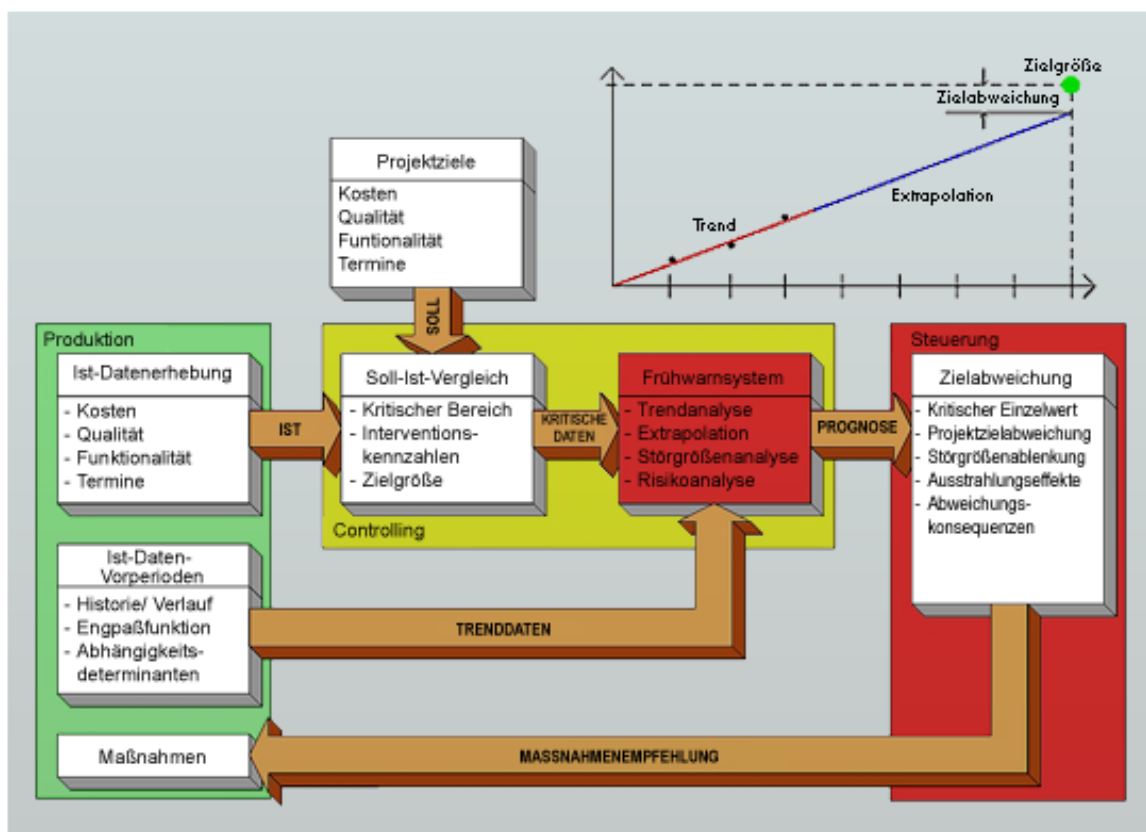 Zielgröße
Zielabweichung
Extrapolation
Trend
Projektziele
Kosten
Qualität
Funtionalität
Termine
SOLL
Produktion
Ist-Datenerhebung
- Kosten
- Qualität
- Funktionalität
- Termine
IST
Soll-Ist-Vergleich
- Kritischer Bereich
- Interventions-
kennzahlen
- Zielgröße
Controlling
KRITISCHE
DATEN
Frühwarnsystem
- Trendanalyse
- Extrapolation
- Störgrößenanalyse
- Risikoanalyse
PROGNOSE
Steuerung
Zielabweichung
- Kritischer Einzelwert
- Projektzielabweichung
- Störgrößenablenkung
- Ausstrahlungseffekte
- Abweichungs-
konsequenzen
Ist-Daten-
Vorperioden
- Historie/ Verlauf
- Engpaßfunktion
- Abhängigkeits-
determinanten
TRENDDATEN
Maßnahmen
MASSNAHMENEMPFEHLUNG